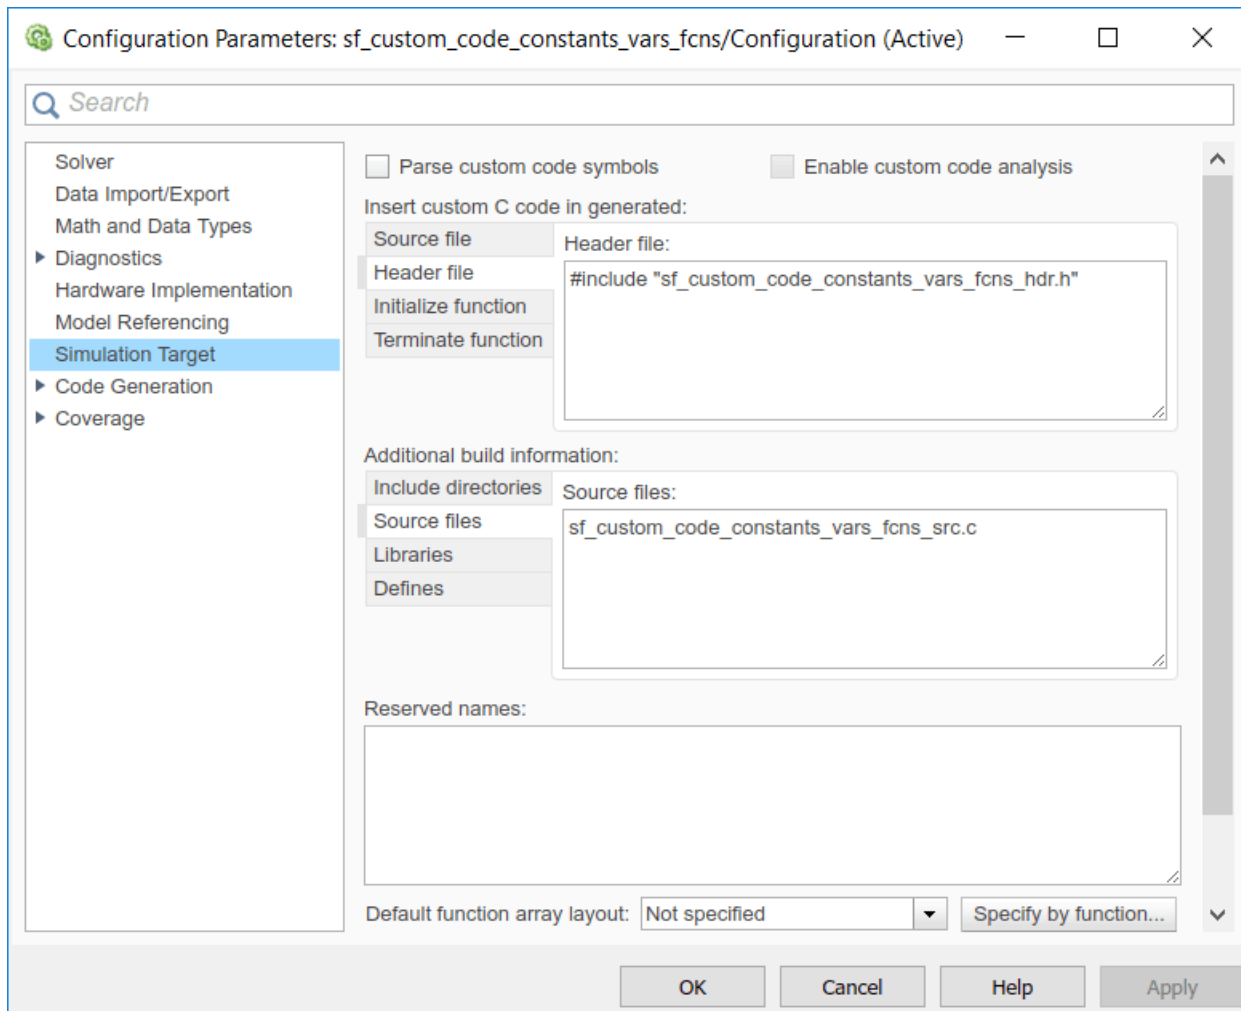 Configuration Parameters: sf_custom_code_constants_vars_fcns/Configuration (Active)
Search
Solver
Data Import/Export
Math and Data Types
Diagnostics
Hardware Implementation
Model Referencing
Simulation Target
Code Generation
Coverage
Parse custom code symbols
Enable custom code analysis
Insert custom C code in generated:
Source file
Header file
Initialize function
Terminate function
Header file:
#include "sf_custom_code_constants_vars_fcns_hdr.h"
Additional build information:
Include directories
Source files
Libraries
Defines
Source files:
sf_custom_code_constants_vars_fcns_src.c
Reserved names:
Default function array layout: Not specified
Specify by function...
OK
Cancel
Help
Apply